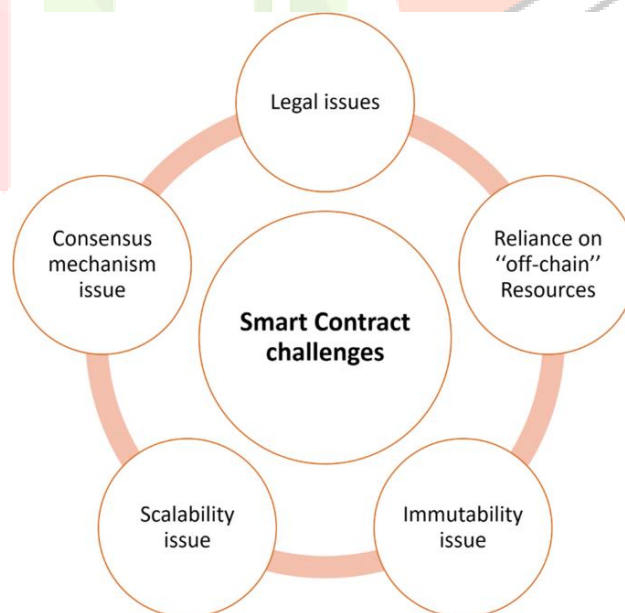 Legal issues
Reliance on
‘‘off-chain’’
Resources
Immutability
issue
Scalability
issue
Consensus
mechanism
issue
Smart Contract
challenges